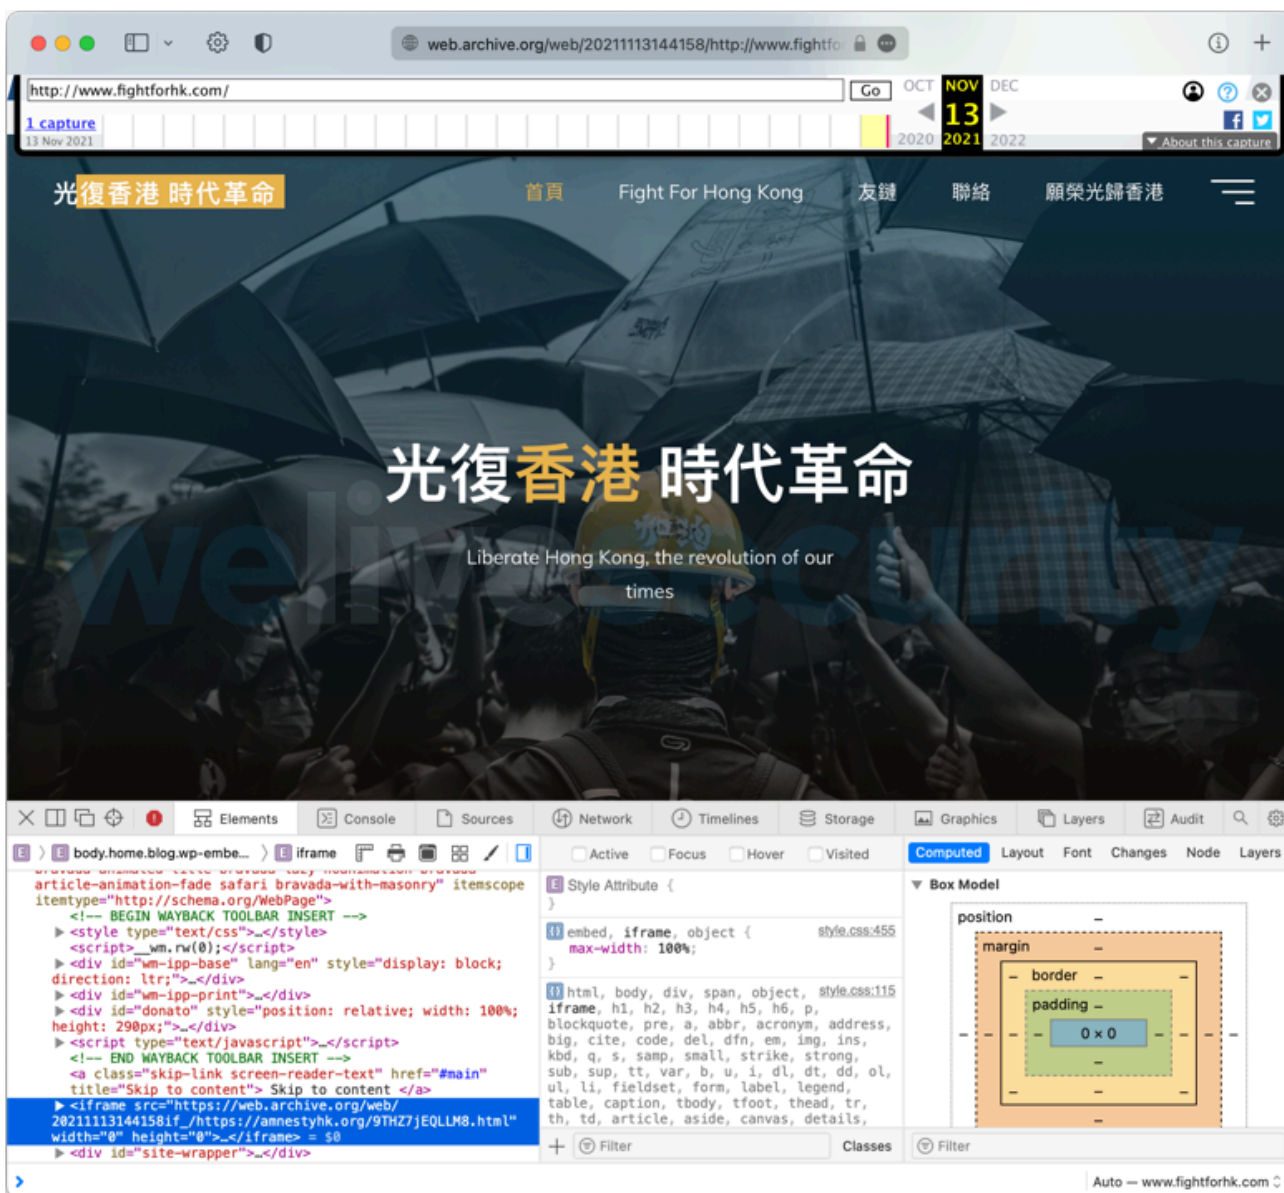 web.archive.org/web/20211113144158/http://www.fightfo
http://www.fightforhk.com/
Go
OCT NOV DEC
1 capture
13
13 Nov 2021
2020 2021 2022
About this capture
光復香港 時代革命
首頁 Fight For Hong Kong 友鏈 聯絡 願榮光歸香港
光復香港 時代革命
welivesecurity
Liberate Hong Kong, the revolution of our
times
Elements Console Sources Network Timelines Storage Graphics Layers Audit
E E body.home.blog.wp-embe... E iframe
article-animation-fade safari bravada-with-masonry" itemscope
itemtype="http://schema.org/WebPage">
<!-- BEGIN WAYBACK TOOLBAR INSERT -->
<style type="text/css">…</style>
<script>__wm.rw(0);</script>
<div id="wm-ipp-base" lang="en" style="display: block;
direction: ltr;">…</div>
<div id="wm-ipp-print">…</div>
<div id="donato" style="position: relative; width: 100%;
height: 290px;">…</div>
<script type="text/javascript">…</script>
<!-- END WAYBACK TOOLBAR INSERT -->
<a class="skip-link screen-reader-text" href="#main"
title="Skip to content"> Skip to content </a>
<iframe src="https://web.archive.org/web/
20211113144158if_/https://amnestyhk.org/9THZ7jEQLLM8.html"
width="0" height="0">…</iframe> = $0
<div id="site-wrapper">…</div>
Active Focus Hover Visited
E Style Attribute {
}
embed, iframe, object { style.css:455
max-width: 100%;
}
html, body, div, span, object, style.css:115
iframe, h1, h2, h3, h4, h5, h6, p,
blockquote, pre, a, abbr, acronym, address,
big, cite, code, del, dfn, em, img, ins,
kbd, q, s, samp, small, strike, strong,
sub, sup, tt, var, b, u, i, dl, dt, dd, ol,
ul, li, fieldset, form, label, legend,
table, caption, tbody, tfoot, thead, tr,
th, td, article, aside, canvas, details,
Filter Classes
Computed Layout Font Changes Node Layers
Box Model
position –
margin –
– border – –
padding –
– – – 0 × 0 – – –
–
–
–
Filter
Auto — www.fightforhk.com